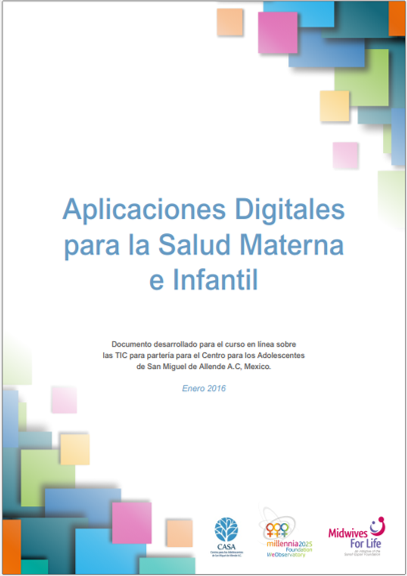 Aplicaciones Digitales
para la Salud Materna
e Infantil
Documento desarrollado para el curso en línea sobre
las TIC para partería para el Centro para los Adolescentes
de San Miguel de Allende A.C, Mexico.
Enero 2016
CASA
millennia2025
Foundation
Midwives
For Life